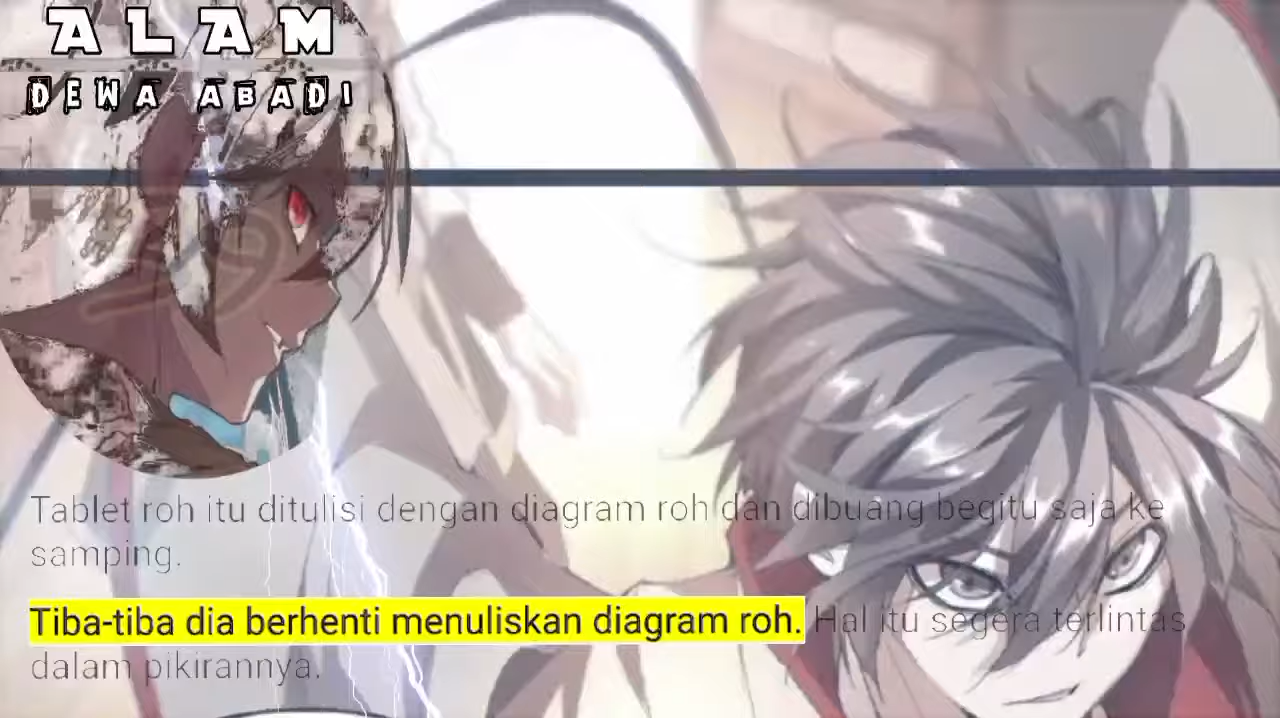 ALAM
DEWA ABADI
Tablet roh itu ditulisi dengan diagram roh dan dibuang begitu saja ke
samping.
Tiba-tiba dia berhenti menuliskan diagram roh. Hal itu segera terlintas
dalam pikirannya.